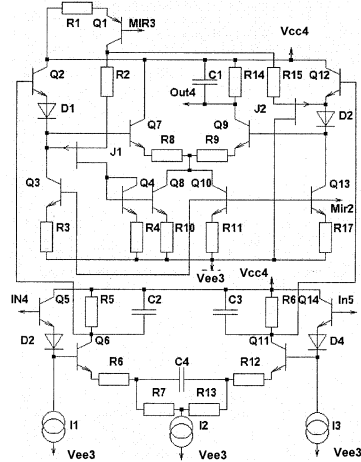 R1 Q1 MIR3
Vcc4
Q2 R2 C1 R14 R15 Q12
Out4 J2
D1 D2
Q7 Q9
R8 R9
J1
Q3 Q4 Q8 Q10 Q13
Mir2
R3 R4 R10 R11 R17
Vee3
Vcc4
IN4 Q5 R5 C2 C3 R6 Q14 In5
D2 Q6 Q11 D4
R6 C4 R12
R7 R13
I1 I2 I3
Vee3 Vee3 Vee3